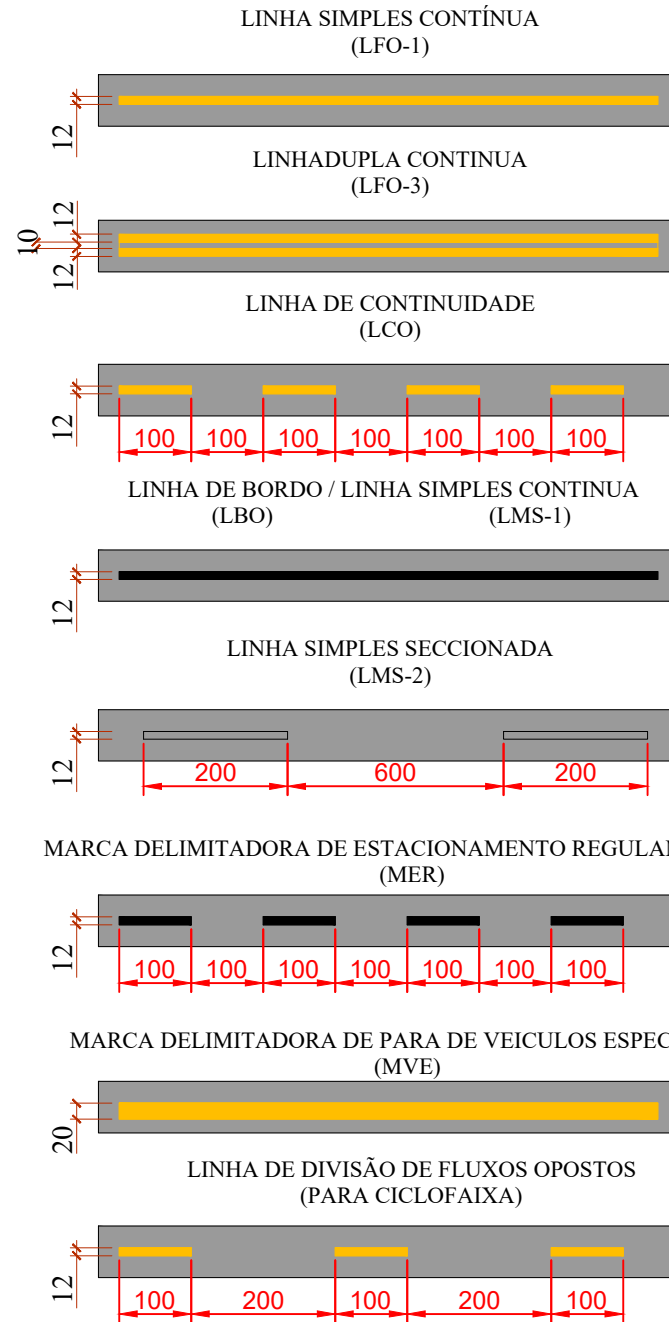 LINHA SIMPLES CONTÍNUA
(LFO-1)
12
LINHADUPLA CONTINUA
(LFO-3)
12
10
12
LINHA DE CONTINUIDADE
(LCO)
12
100 100 100 100 100 100 100
LINHA DE BORDO / LINHA SIMPLES CONTINUA
(LBO) (LMS-1)
12
LINHA SIMPLES SECCIONADA
(LMS-2)
12
200 600 200
MARCA DELIMITADORA DE ESTACIONAMENTO REGULA
(MER)
12
100 100 100 100 100 100 100
MARCA DELIMITADORA DE PARA DE VEICULOS ESPEC
(MVE)
20
LINHA DE DIVISÃO DE FLUXOS OPOSTOS
(PARA CICLOFAIXA)
12
100 200 100 200 100